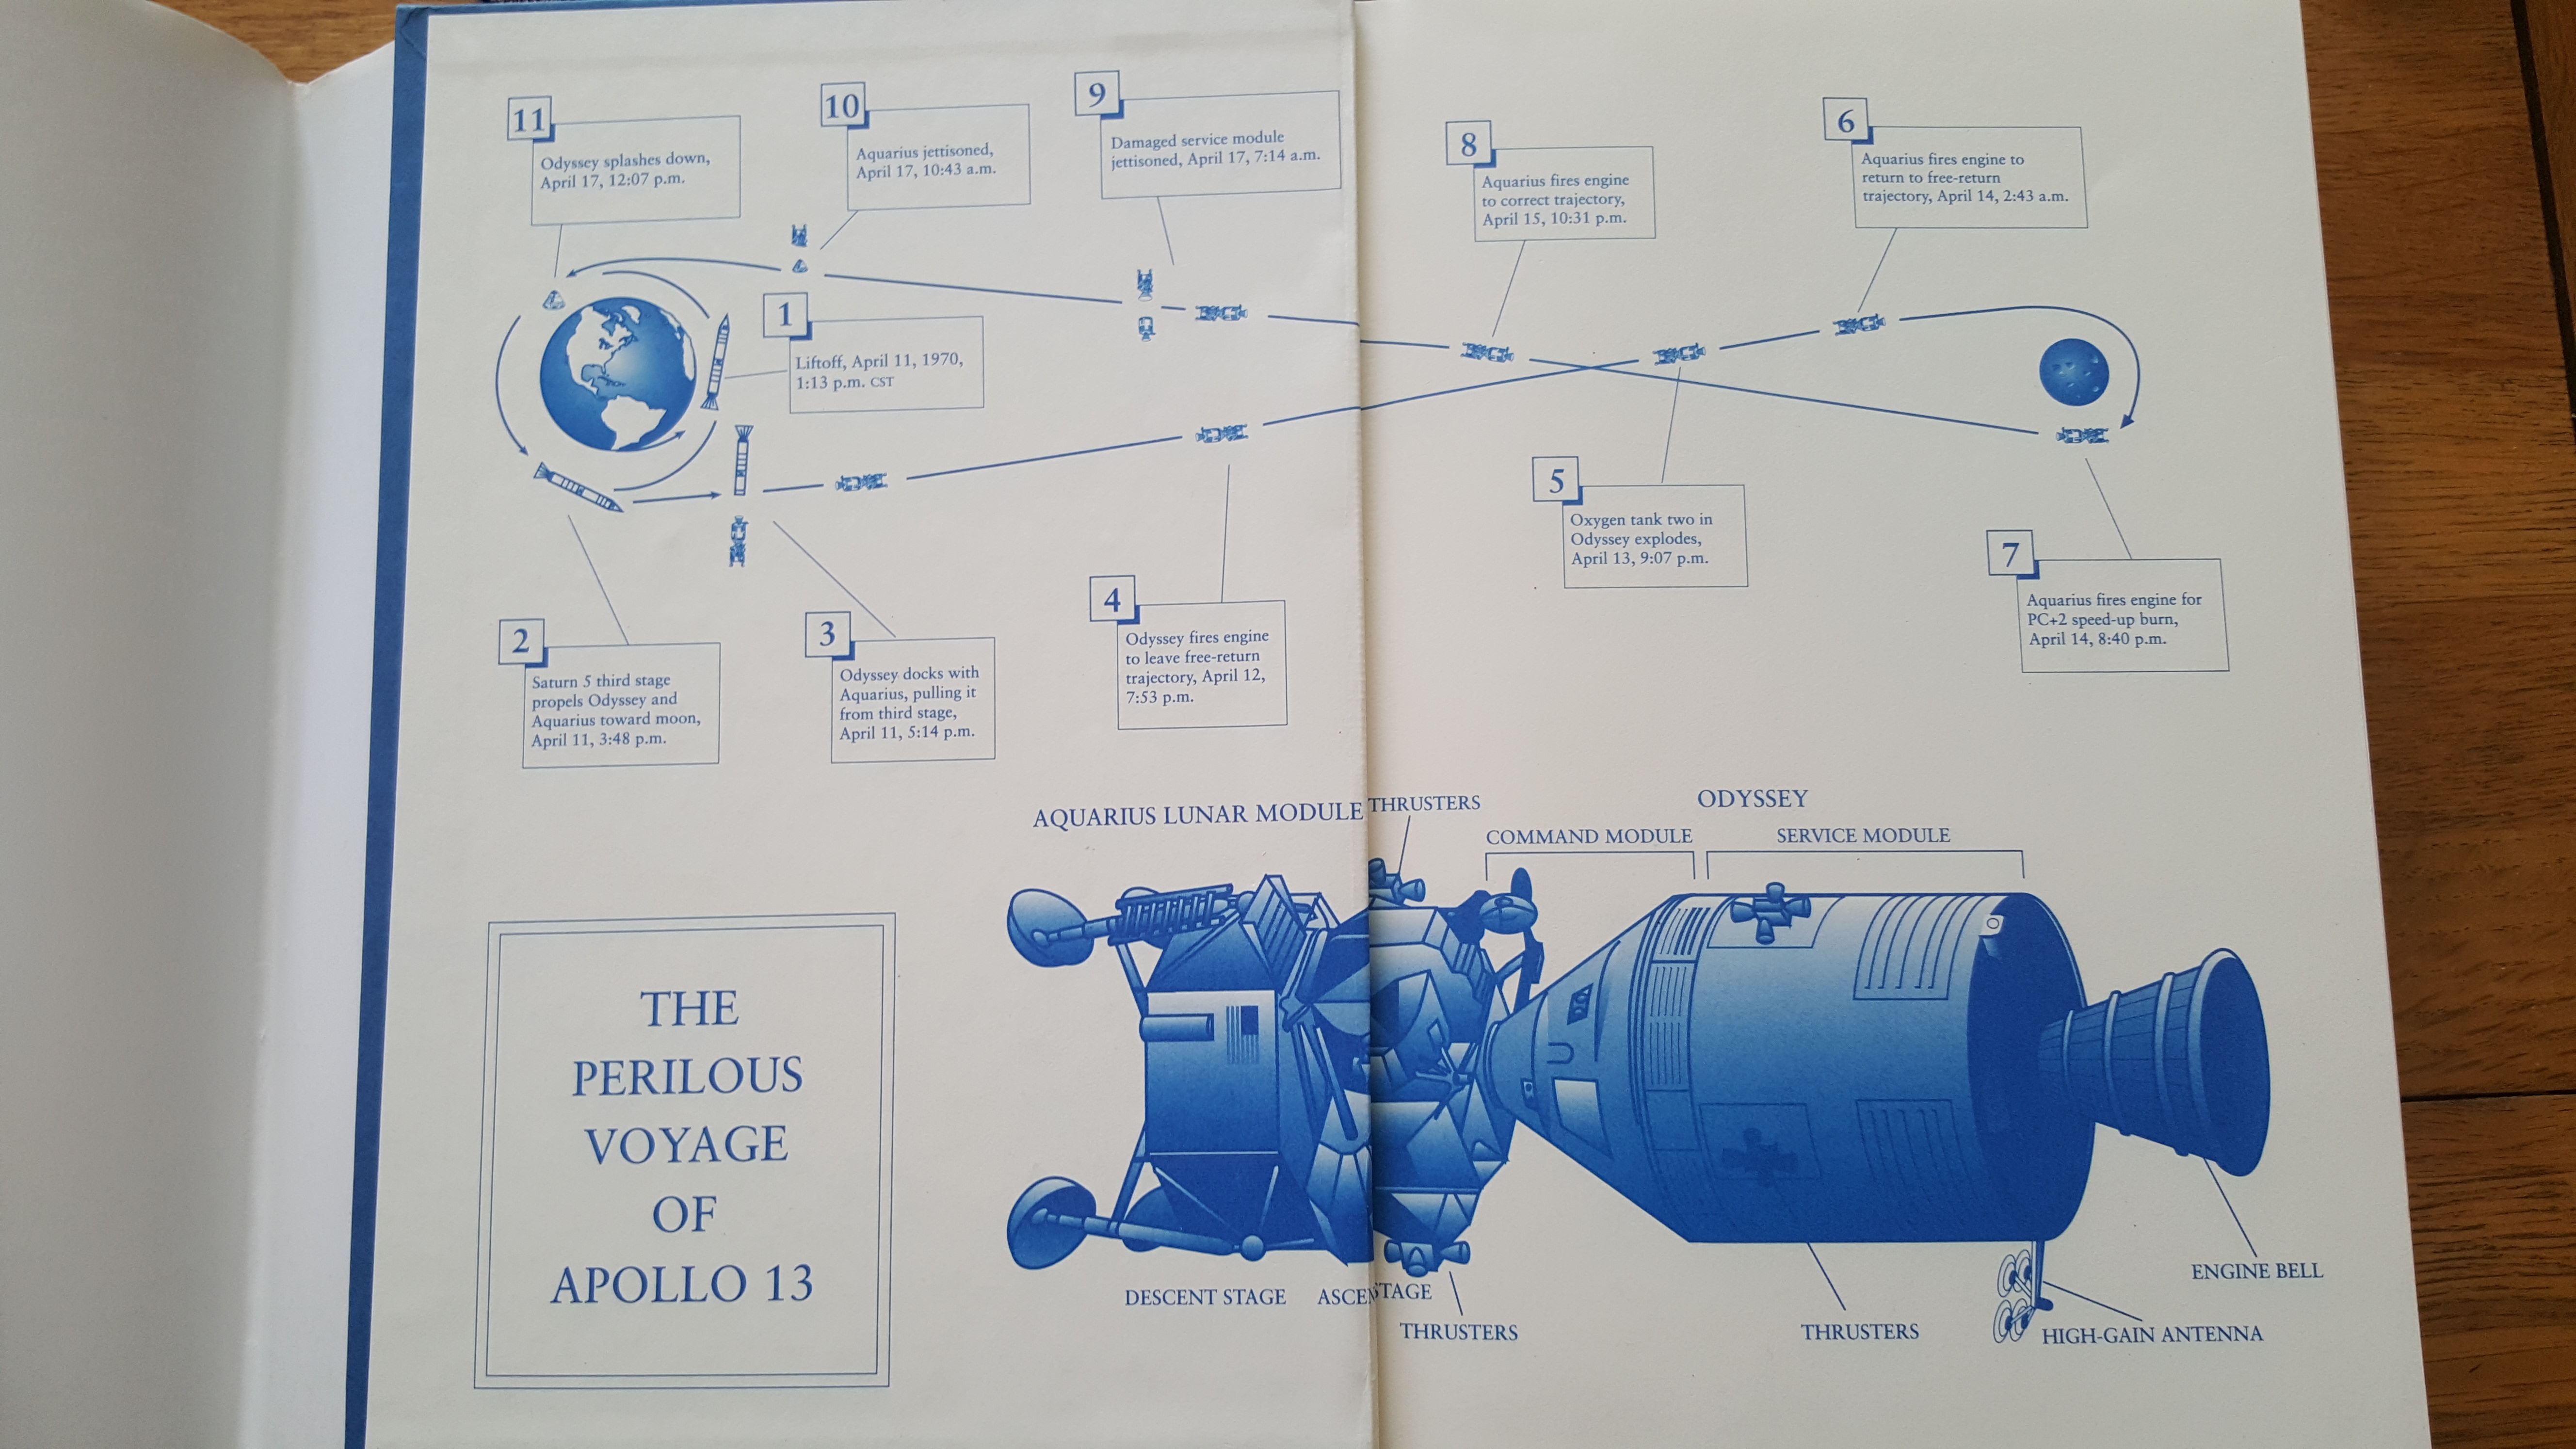 11
Odyssey splashes down,
April 17, 12:07 p.m.
10
Aquarius jettisoned,
April 17, 10:43 a.m.
9
Damaged service module
jettisoned, April 17, 7:14 a.m.
8
Aquarius fires engine
to correct trajectory,
April 15, 10:31 p.m.
6
Aquarius fires engine to
return to free-return
trajectory, April 14, 2:43 a.m.
1
Liftoff, April 11, 1970,
1:13 p.m. CST
5
Oxygen tank two in
Odyssey explodes,
April 13, 9:07 p.m.
7
Aquarius fires engine for
PC+2 speed-up burn,
April 14, 8:40 p.m.
2
Saturn 5 third stage
propels Odyssey and
Aquarius toward moon,
April 11, 3:48 p.m.
3
Odyssey docks with
Aquarius, pulling it
from third stage,
April 11, 5:14 p.m.
4
Odyssey fires engine
to leave free-return
trajectory, April 12,
7:53 p.m.
AQUARIUS LUNAR MODULE
THRUSTERS
ODYSSEY
COMMAND MODULE
SERVICE MODULE
THE
PERILOUS
VOYAGE
OF
APOLLO 13
DESCENT STAGE
ASCENT STAGE
THRUSTERS
THRUSTERS
HIGH-GAIN ANTENNA
ENGINE BELL